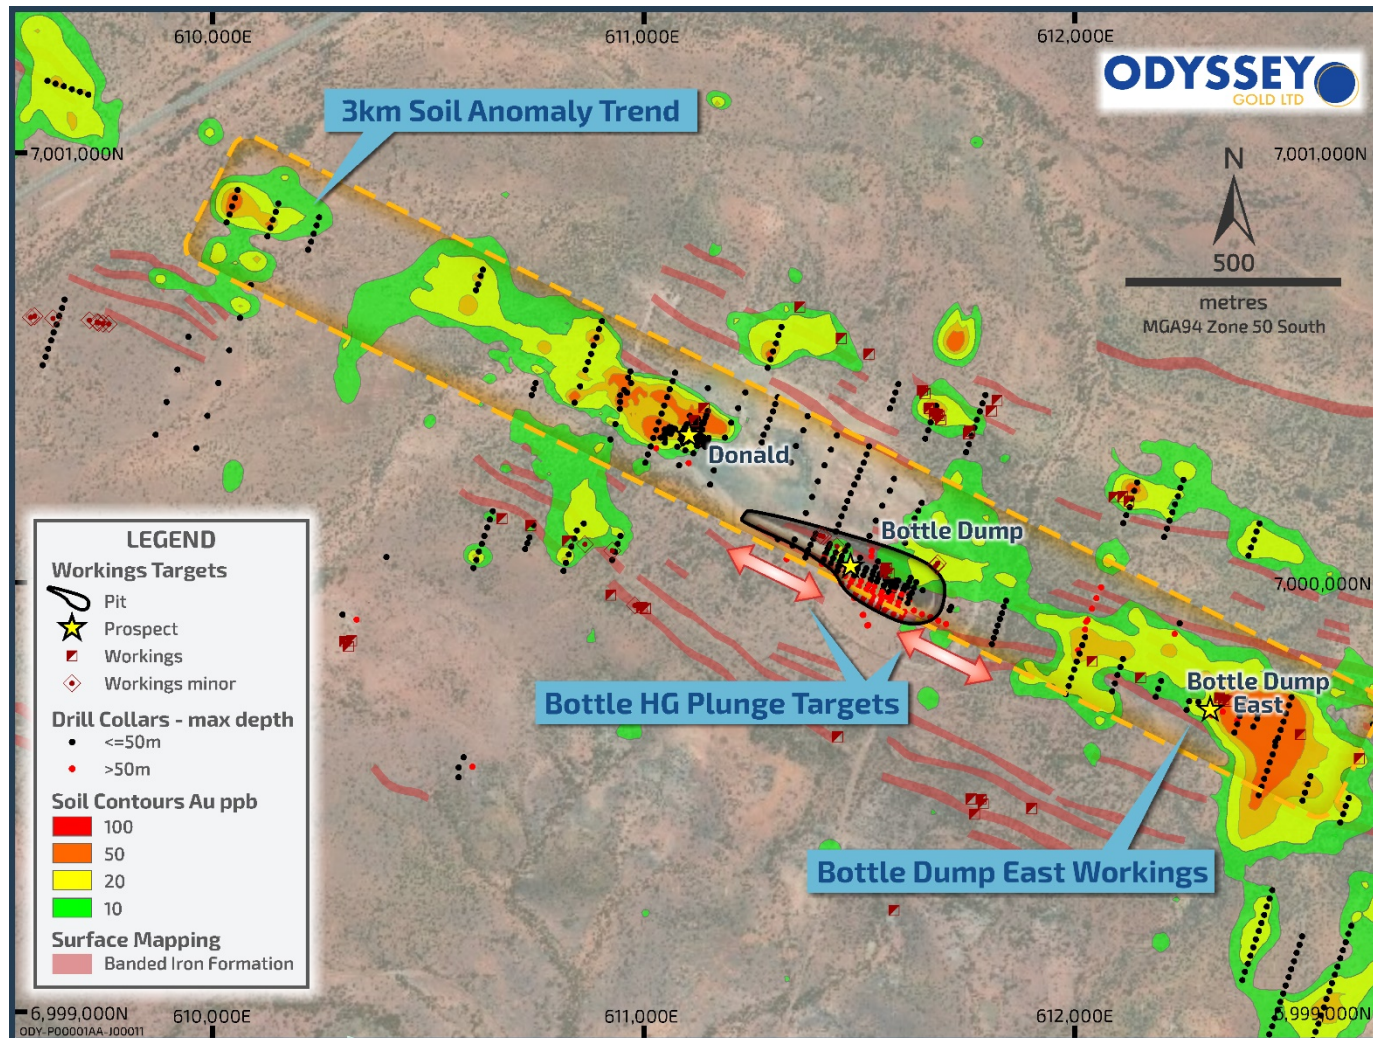 610,000E
611,000E
612,000E
ODYSSEY
GOLD LTD
3km Soil Anomaly Trend
7,001,000N
7,001,000N
N
500
metres
MGA94 Zone 50 South
Donald
Bottle Dump
7,000,000N
LEGEND
Workings Targets
Pit
Prospect
Workings
Workings minor
Drill Collars - max depth
<=50m
>50m
Soil Contours Au ppb
100
50
20
10
Surface Mapping
Banded Iron Formation
Bottle HG Plunge Targets
Bottle Dump
East
Bottle Dump East Workings
6,999,000N
6,999,000N
610,000E
611,000E
612,000E
ODY-P00001AA-J00011